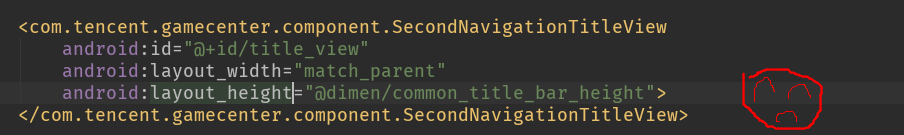 <com.tencent.gamecenter.component.SecondNavigationTitleView
android:id="@+id/title_view"
android:layout_width="match_parent"
android:layout_height="@dimen/common_title_bar_height">
</com.tencent.gamecenter.component.SecondNavigationTitleView>